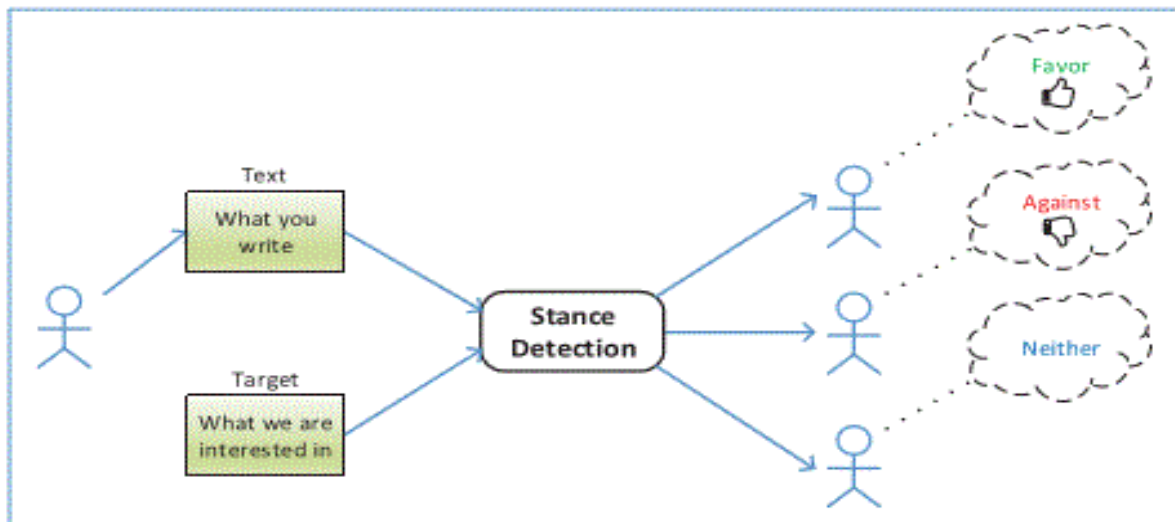 Favor
Text
What you
write
Against
Stance
Detection
Neither
Target
What we are
interested in